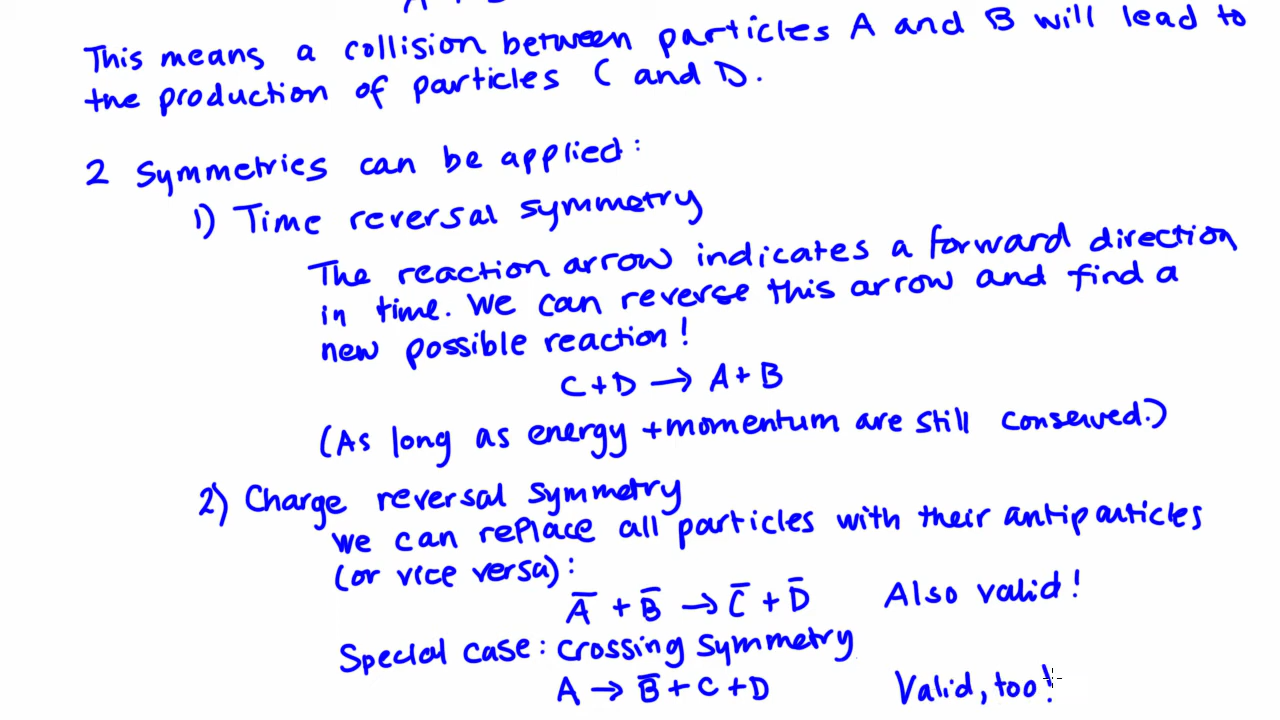 A + B
This means a collision between particles A and B will lead to
the production of particles C and D.
2 Symmetries can be applied:
1) Time reversal symmetry
The reaction arrow indicates a forward direction
in time. We can reverse this arrow and find a
new possible reaction!
C + D → A + B
(As long as energy + momentum are still conserved.)
2) Charge reversal symmetry
we can replace all particles with their antiparticles
(or vice versa):
A̅ + B̅ → C̅ + D̅ Also valid!
Special case: crossing symmetry
A → B̅ + C + D Valid, too!